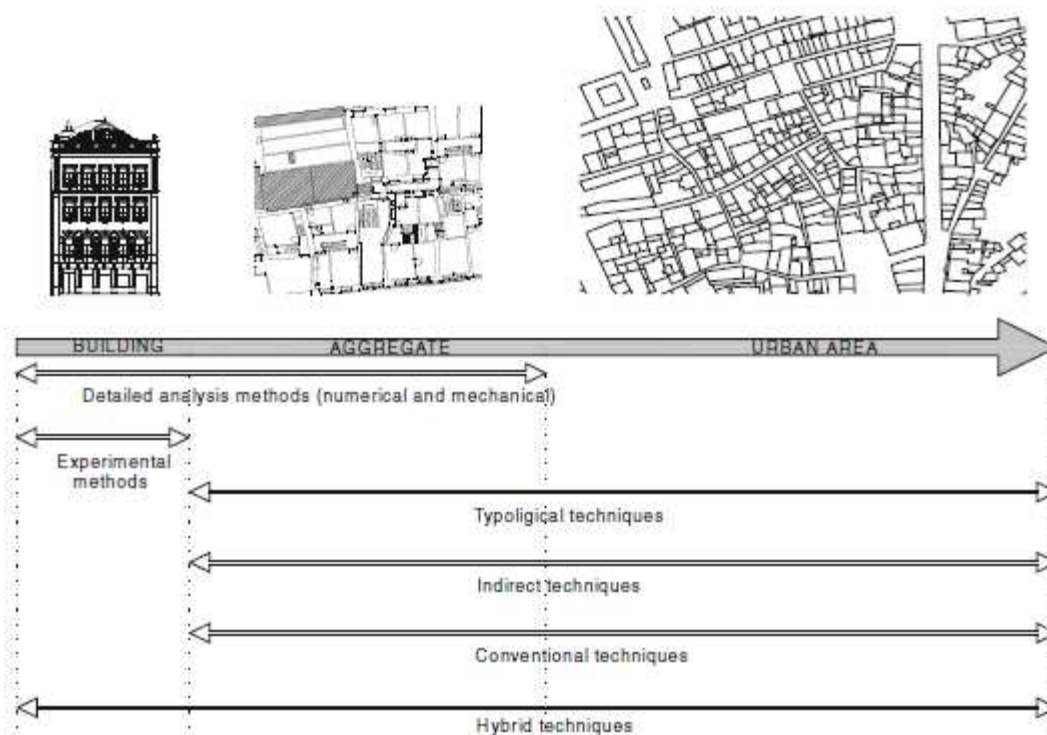 BUILDING AGGREGATE URBAN AREA
Detailed analysis methods (numerical and mechanical)
Experimental
methods
Typoligical techniques
Indirect techniques
Conventional techniques
Hybrid techniques